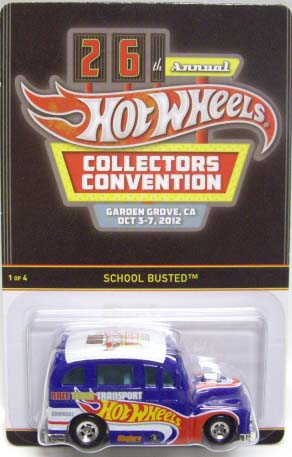 26th Annual
HOT WHEELS
COLLECTORS
CONVENTION
GARDEN GROVE, CA
OCT 3-7, 2012
1 OF 4
SCHOOL BUSTED™
RACE TEAM TRANSPORT
HOT WHEELS